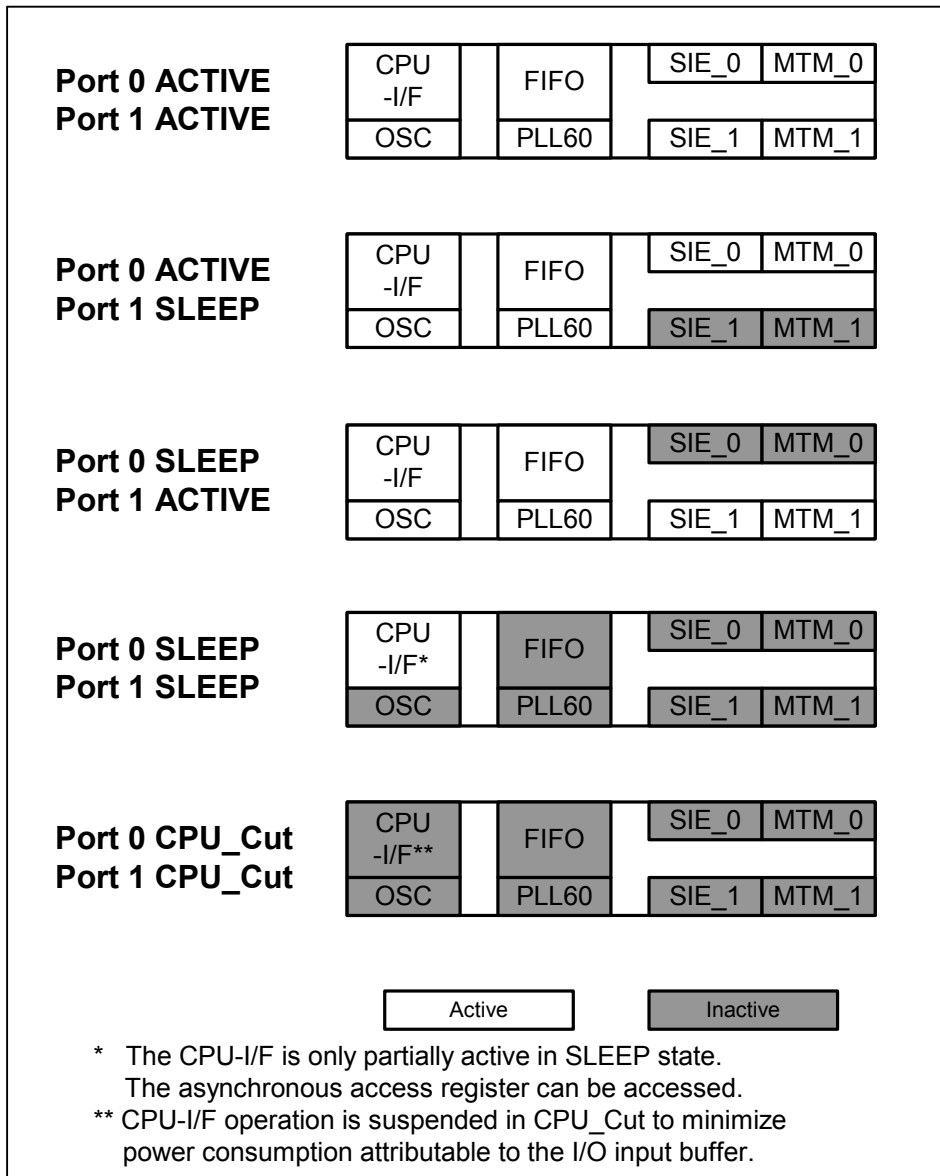 Port 0 ACTIVE
Port 1 ACTIVE
CPU
-I/F
FIFO
SIE_0 MTM_0
OSC PLL60 SIE_1 MTM_1
Port 0 ACTIVE
Port 1 SLEEP
CPU
-I/F
FIFO
SIE_0 MTM_0
OSC PLL60 SIE_1 MTM_1
Port 0 SLEEP
Port 1 ACTIVE
CPU
-I/F
FIFO
SIE_0 MTM_0
OSC PLL60 SIE_1 MTM_1
Port 0 SLEEP
Port 1 SLEEP
CPU
-I/F*
FIFO
SIE_0 MTM_0
OSC PLL60 SIE_1 MTM_1
Port 0 CPU_Cut
Port 1 CPU_Cut
CPU
-I/F**
FIFO
SIE_0 MTM_0
OSC PLL60 SIE_1 MTM_1
Active Inactive
* The CPU-I/F is only partially active in SLEEP state.
The asynchronous access register can be accessed.
** CPU-I/F operation is suspended in CPU_Cut to minimize
power consumption attributable to the I/O input buffer.